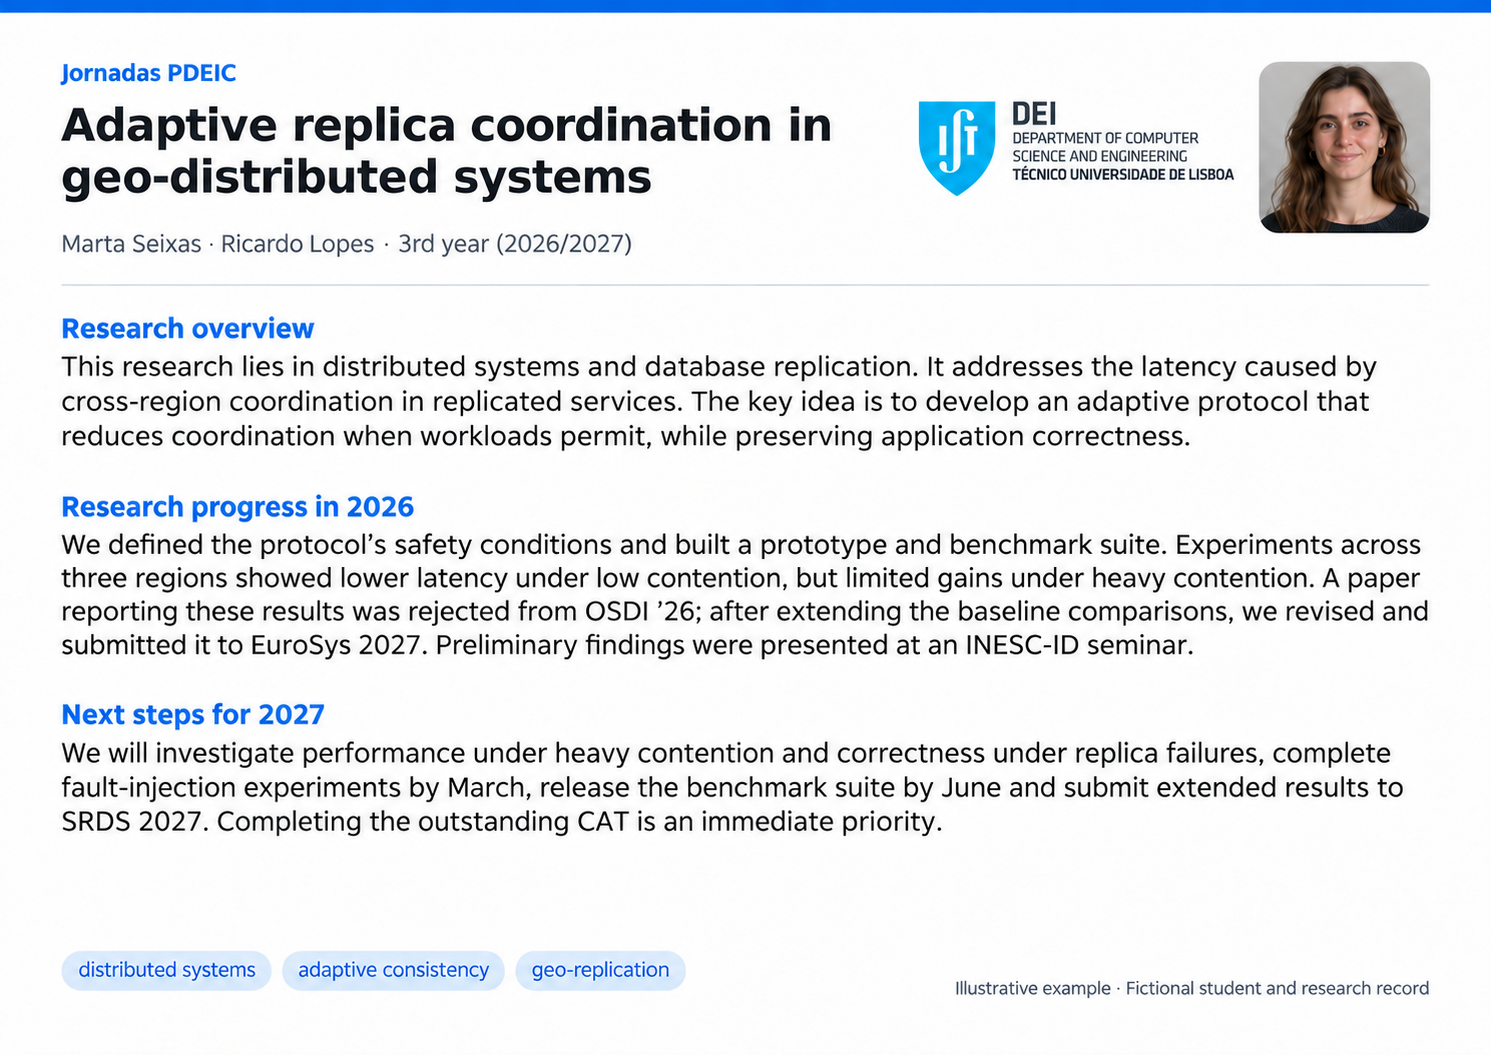 Jornadas PDEIC
Adaptive replica coordination in
geo-distributed systems
Marta Seixas · Ricardo Lopes · 3rd year (2026/2027)
IST
DEI
DEPARTMENT OF COMPUTER
SCIENCE AND ENGINEERING
TÉCNICO UNIVERSIDADE DE LISBOA
Research overview
This research lies in distributed systems and database replication. It addresses the latency caused by
cross-region coordination in replicated services. The key idea is to develop an adaptive protocol that
reduces coordination when workloads permit, while preserving application correctness.
Research progress in 2026
We defined the protocol’s safety conditions and built a prototype and benchmark suite. Experiments across
three regions showed lower latency under low contention, but limited gains under heavy contention. A paper
reporting these results was rejected from OSDI ’26; after extending the baseline comparisons, we revised and
submitted it to EuroSys 2027. Preliminary findings were presented at an INESC-ID seminar.
Next steps for 2027
We will investigate performance under heavy contention and correctness under replica failures, complete
fault-injection experiments by March, release the benchmark suite by June and submit extended results to
SRDS 2027. Completing the outstanding CAT is an immediate priority.
distributed systems
adaptive consistency
geo-replication
Illustrative example · Fictional student and research record